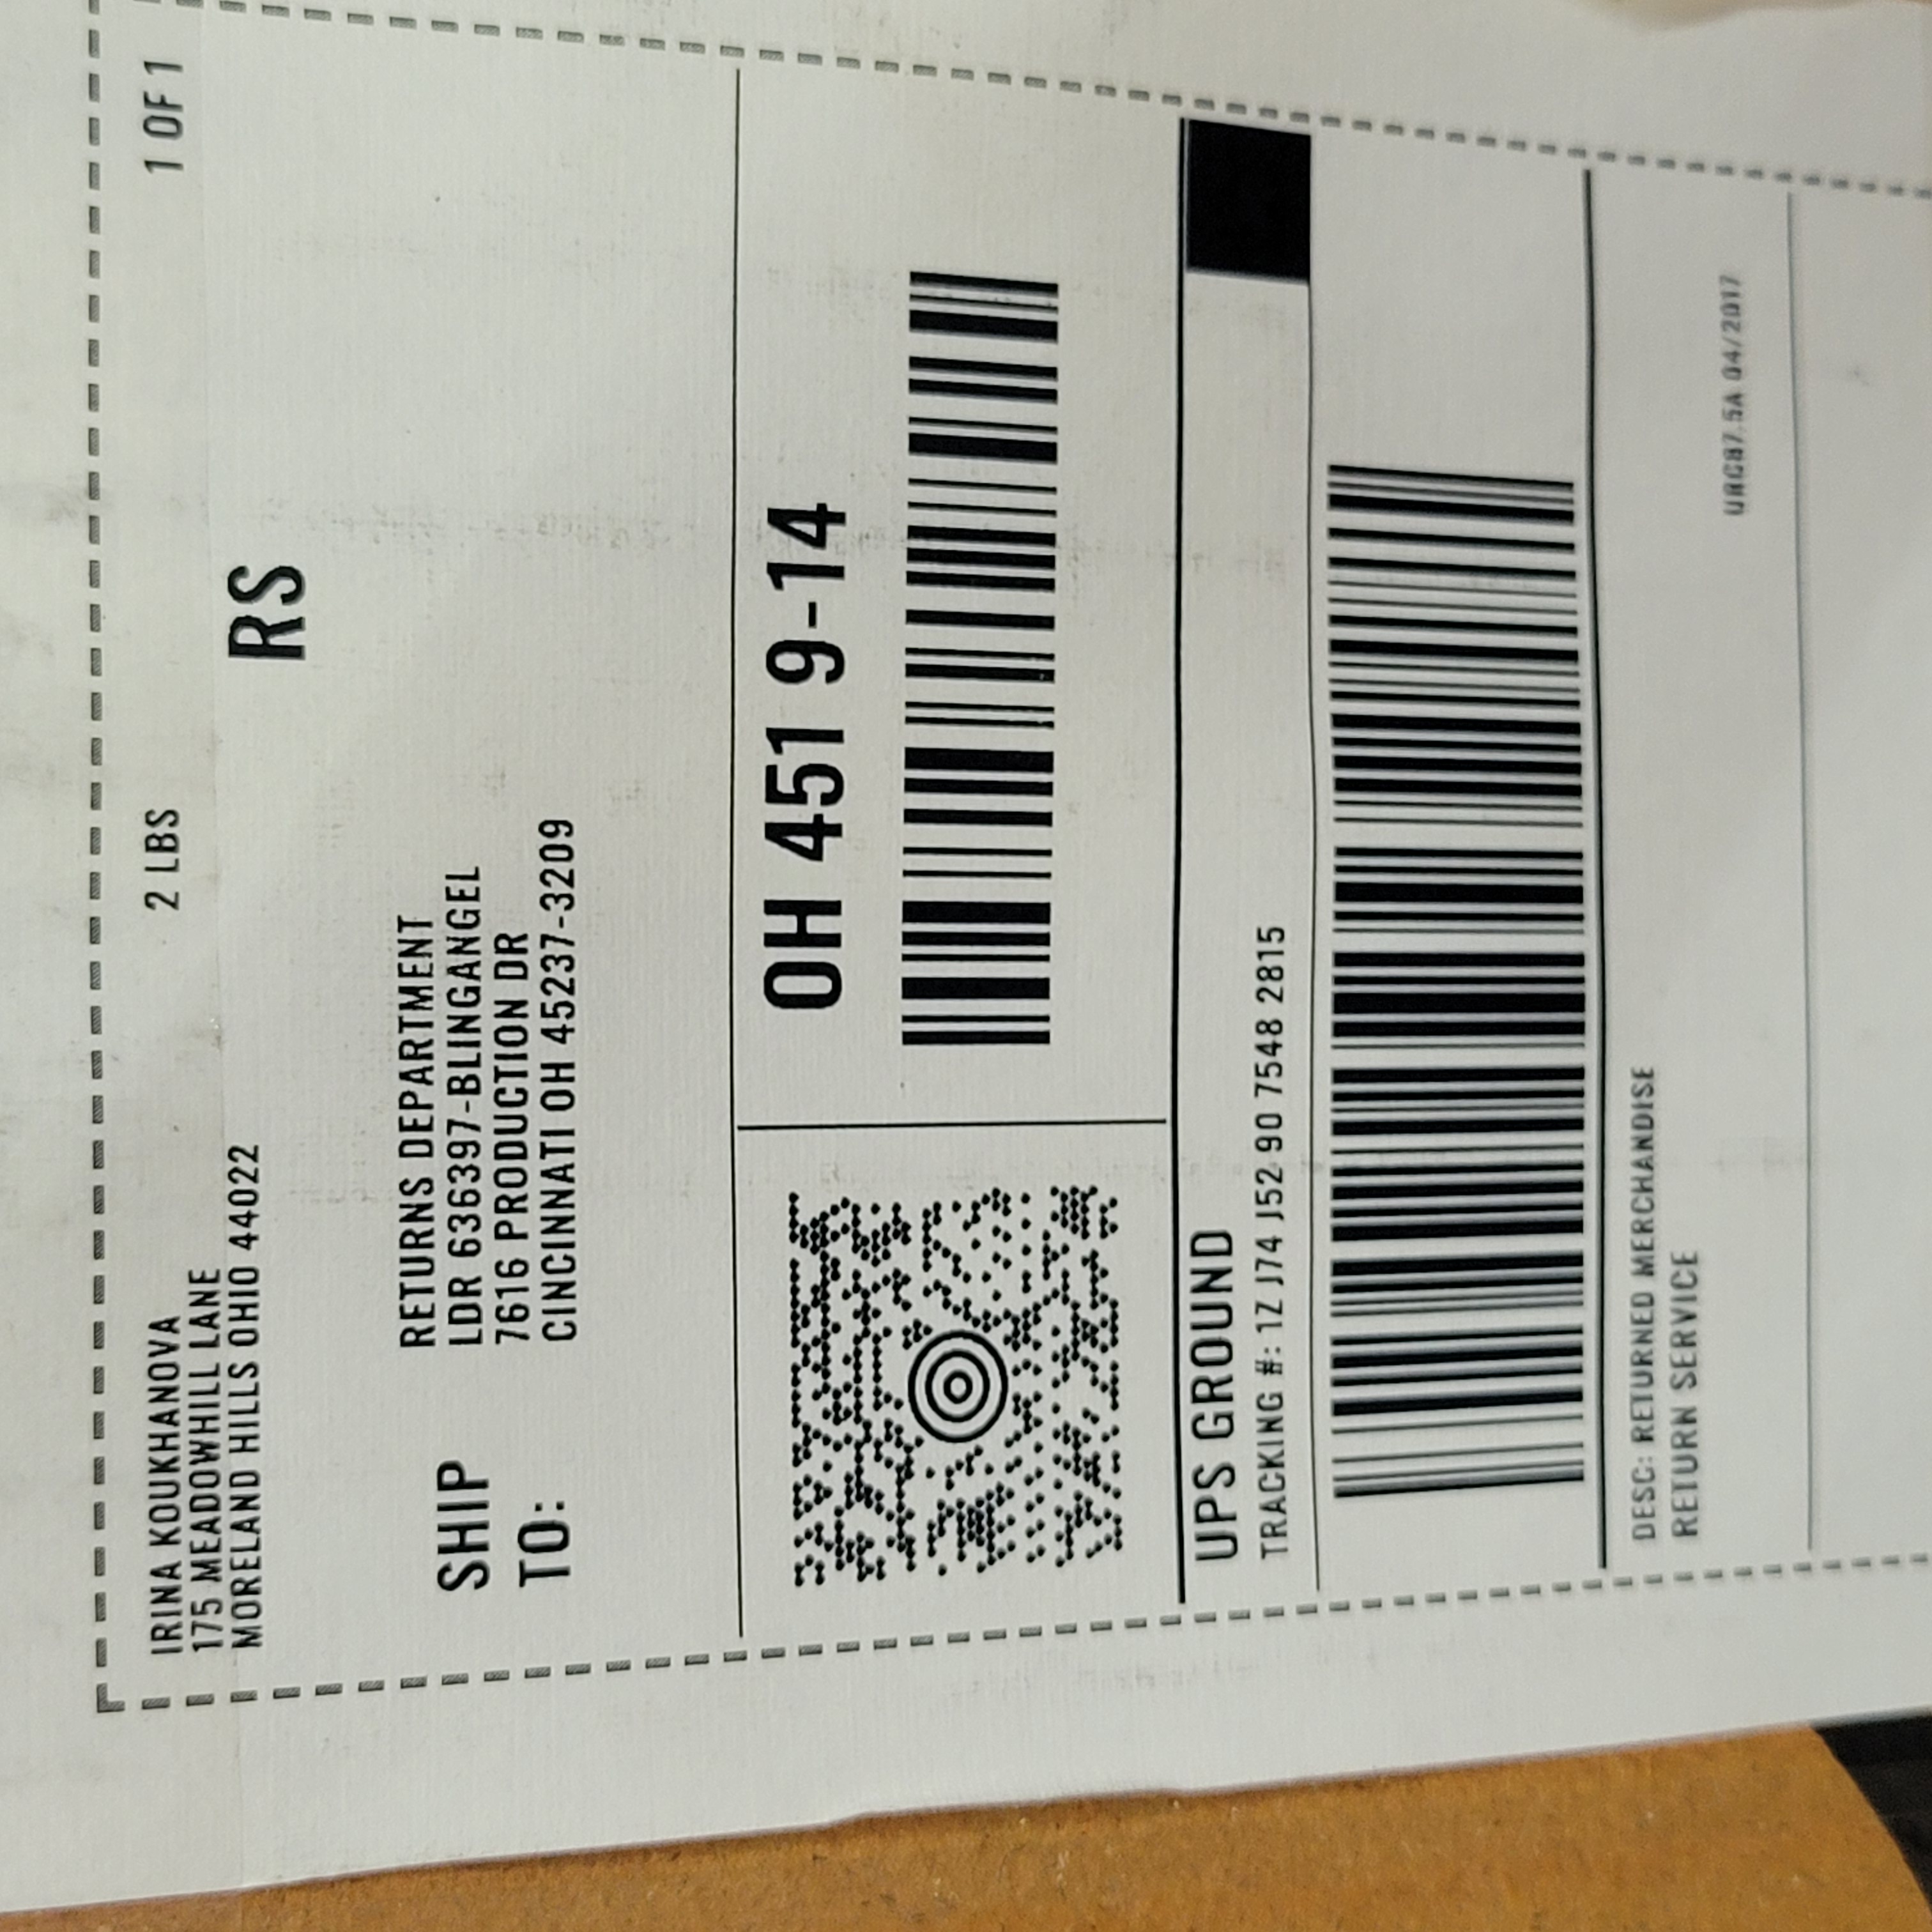 IRINA KOUKHANOVA
175 MEADOWHILL LANE
MORELAND HILLS OHIO 44022
2 LBS
1 OF 1
RS
SHIP
TO:
RETURNS DEPARTMENT
LDR 636397-BLINGANGEL
7616 PRODUCTION DR
CINCINNATI OH 45237-3209
OH 451 9-14
UPS GROUND
TRACKING #: 1Z J74 J52 90 7548 2815
DESC: RETURNED MERCHANDISE
RETURN SERVICE
04/2017